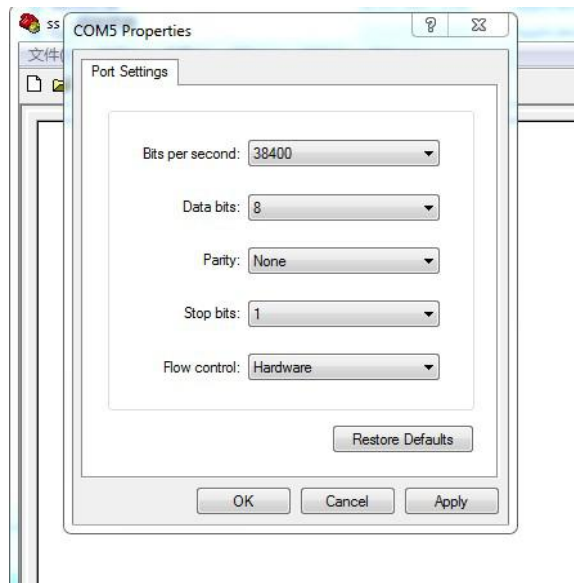 ss
COM5 Properties
文件(
Port Settings
Bits per second: 38400
Data bits: 8
Parity: None
Stop bits: 1
Flow control: Hardware
Restore Defaults
OK Cancel Apply